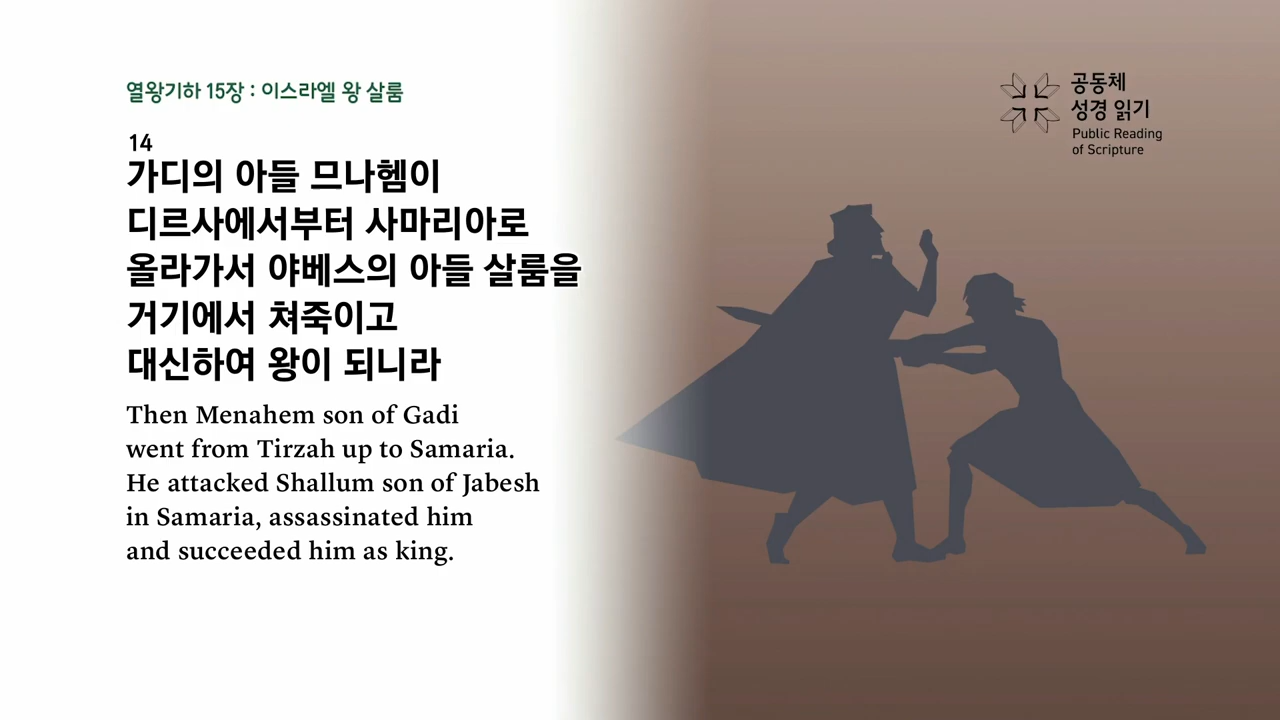 열왕기하 15장 : 이스라엘 왕 살룸
14
가디의 아들 므나헴이
디르사에서부터 사마리아로
올라가서 야베스의 아들 살룸을
거기에서 쳐죽이고
대신하여 왕이 되니라
Then Menahem son of Gadi
went from Tirzah up to Samaria.
He attacked Shallum son of Jabesh
in Samaria, assassinated him
and succeeded him as king.
공동체
성경 읽기
Public Reading
of Scripture